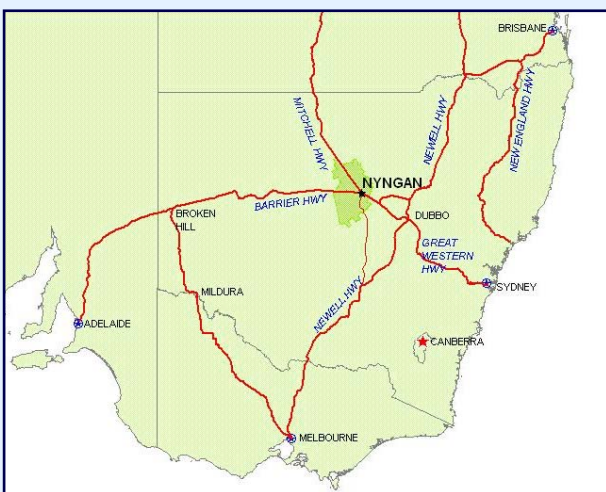 BRISBANE
MITCHELL HWY
NEWELL HWY
NEW ENGLAND HWY
NYNGAN
BARRIER HWY
BROKEN
HILL
DUBBO
GREAT
WESTERN
HWY
SYDNEY
MILDURA
NEWELL HWY
ADELAIDE
CANBERRA
MELBOURNE